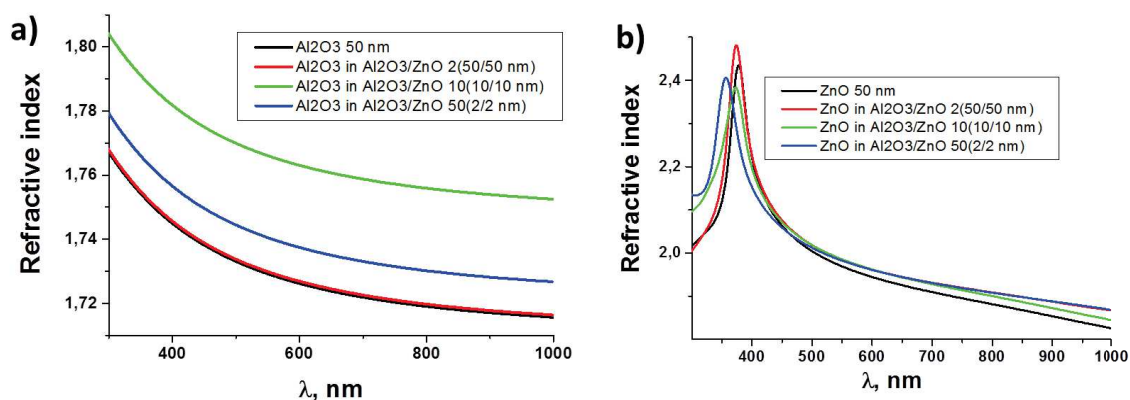 a)
Refractive index
1,80
1,78
1,76
1,74
1,72
400
600
800
1000
λ, nm
Al2O3 50 nm
Al2O3 in Al2O3/ZnO 2(50/50 nm)
Al2O3 in Al2O3/ZnO 10(10/10 nm)
Al2O3 in Al2O3/ZnO 50(2/2 nm)
b)
Refractive index
2,4
2,2
2,0
400
500
600
700
800
900
1000
λ, nm
ZnO 50 nm
ZnO in Al2O3/ZnO 2(50/50 nm)
ZnO in Al2O3/ZnO 10(10/10 nm)
ZnO in Al2O3/ZnO 50(2/2 nm)